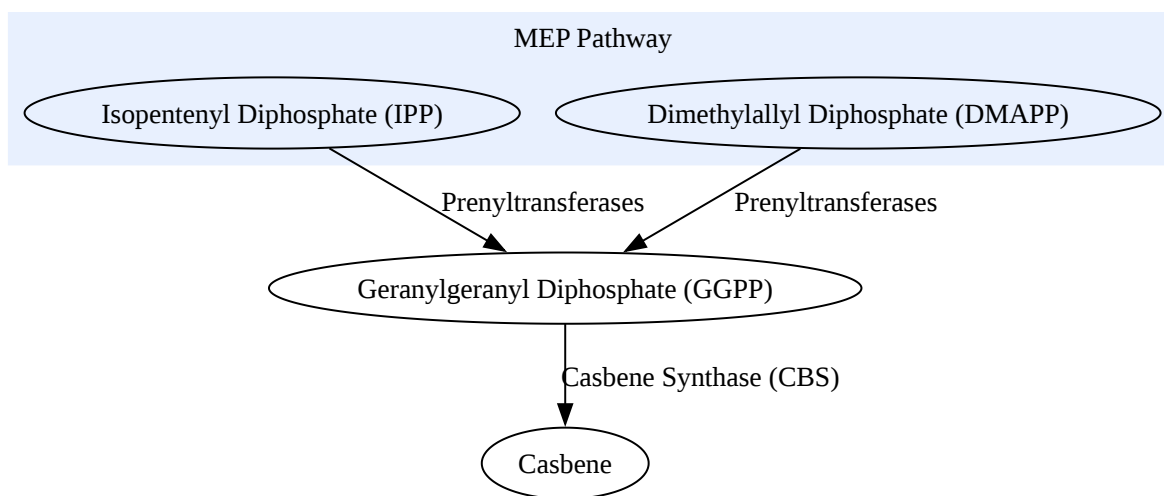 MEP Pathway
Isopentenyl Diphosphate (IPP)
Dimethylallyl Diphosphate (DMAPP)
Prenyltransferases
Prenyltransferases
Geranylgeranyl Diphosphate (GGPP)
Casbene Synthase (CBS)
Casbene